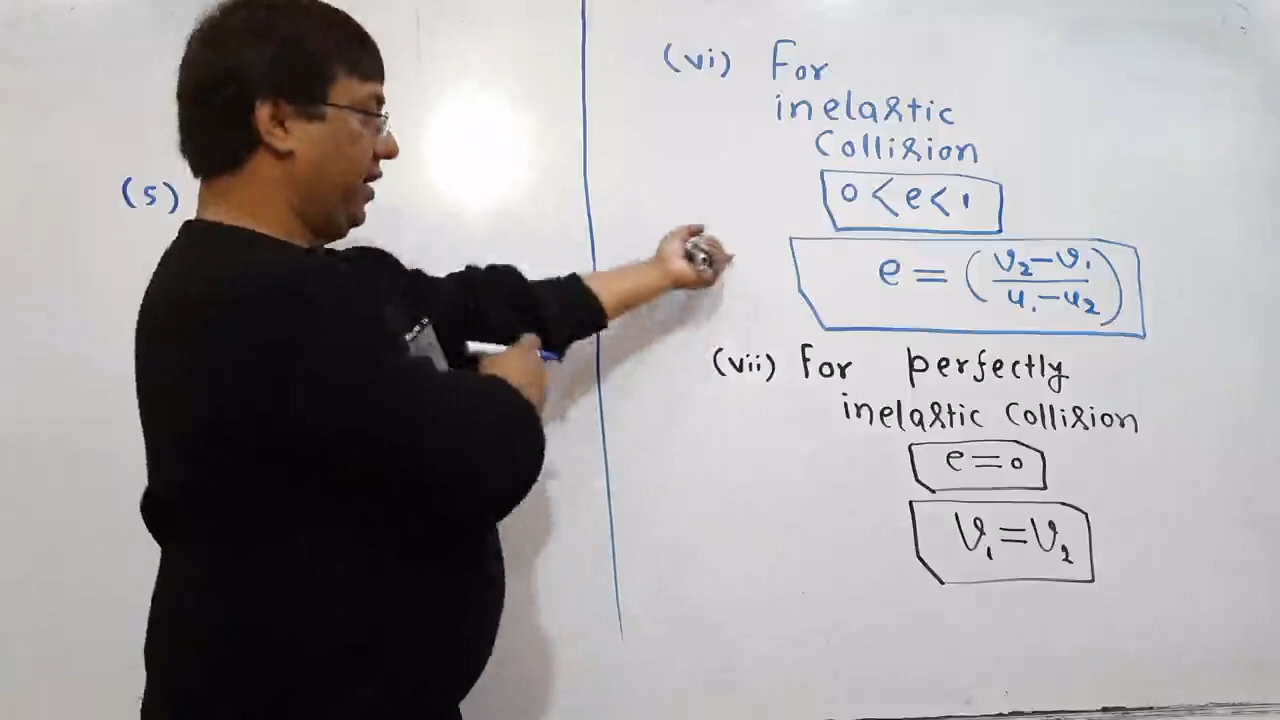 (5)
(vi) For
inelastic
Collision
0 < e < 1
e = (v₂ - v₁ / u₁ - u₂)
(vii) For perfectly
inelastic collision
e = 0
v₁ = v₂